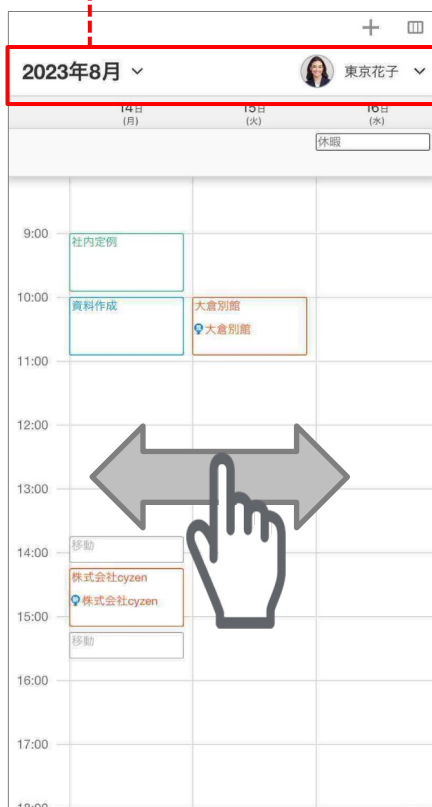 2023年8月
東京花子
14日
15日
16日
(月)
(火)
(水)
休暇
9:00
社内定例
10:00
資料作成
大倉別館
大倉別館
11:00
12:00
13:00
14:00
移動
株式会社cyzen
株式会社cyzen
15:00
移動
16:00
17:00
18:00